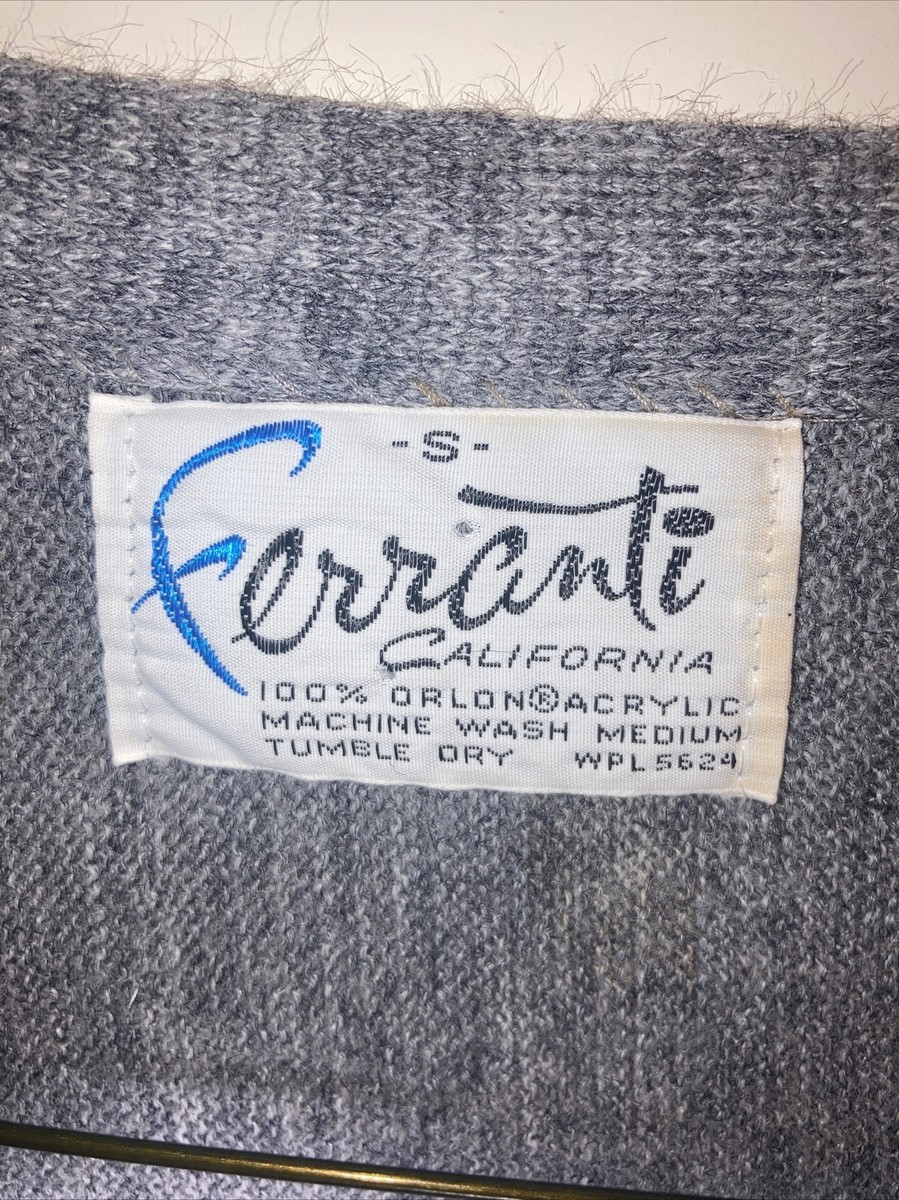 -S-
Ferranti
CALIFORNIA
100% ORLON®ACRYLIC
MACHINE WASH MEDIUM
TUMBLE DRY WPL5624